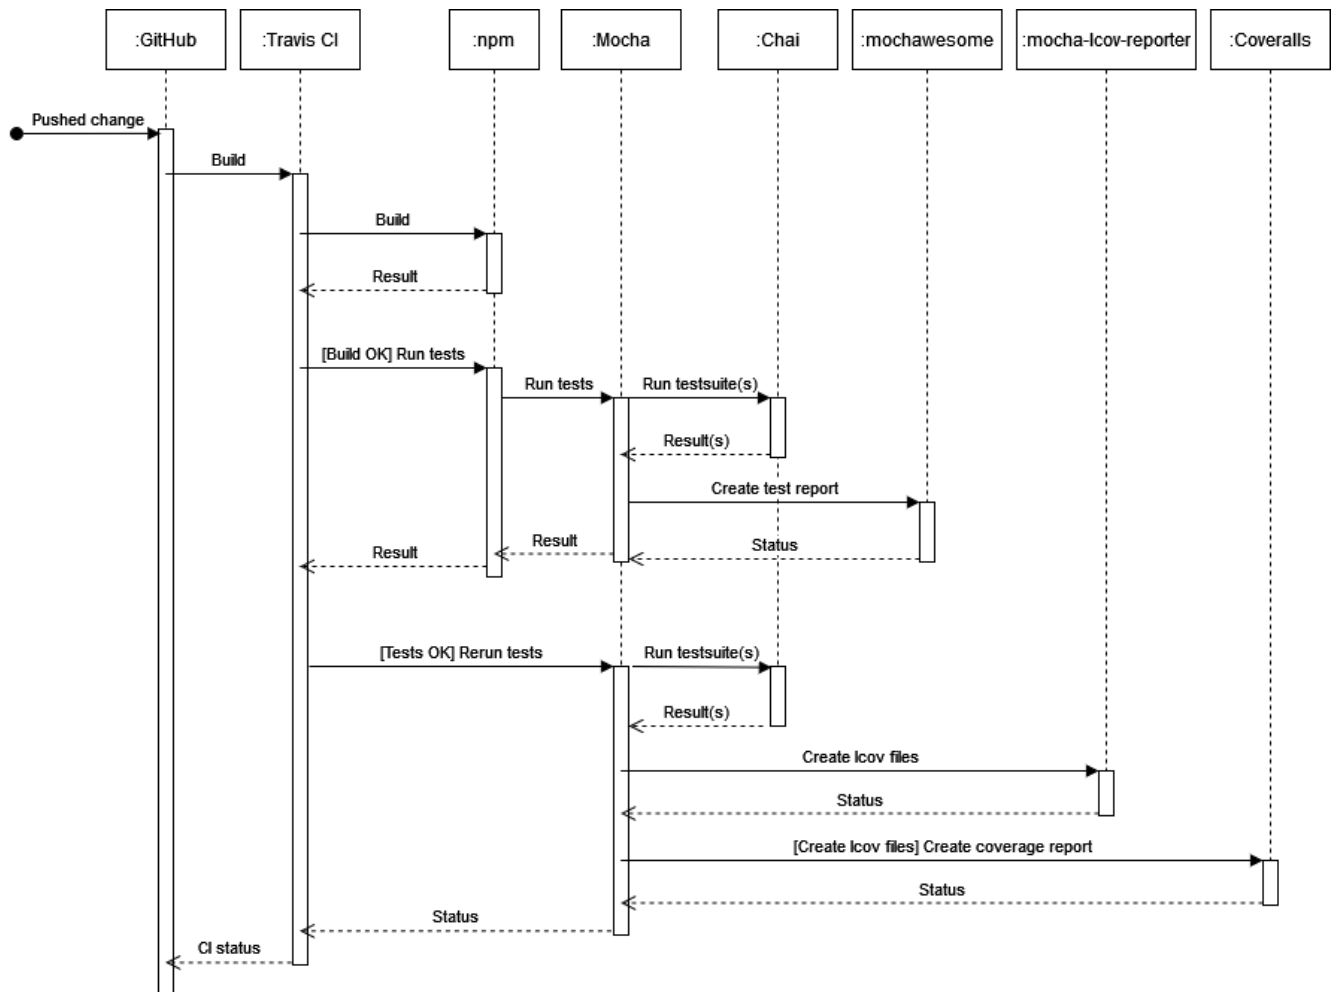 :GitHub
:Travis CI
:npm
:Mocha
:Chai
:mochawesome
:mocha-lcov-reporter
:Coveralls
Pushed change
Build
Build
Result
[Build OK] Run tests
Run tests
Run testsuite(s)
Result(s)
Create test report
Result
Result
Status
[Tests OK] Rerun tests
Run testsuite(s)
Result(s)
Create lcov files
Status
[Create lcov files] Create coverage report
Status
Status
CI status